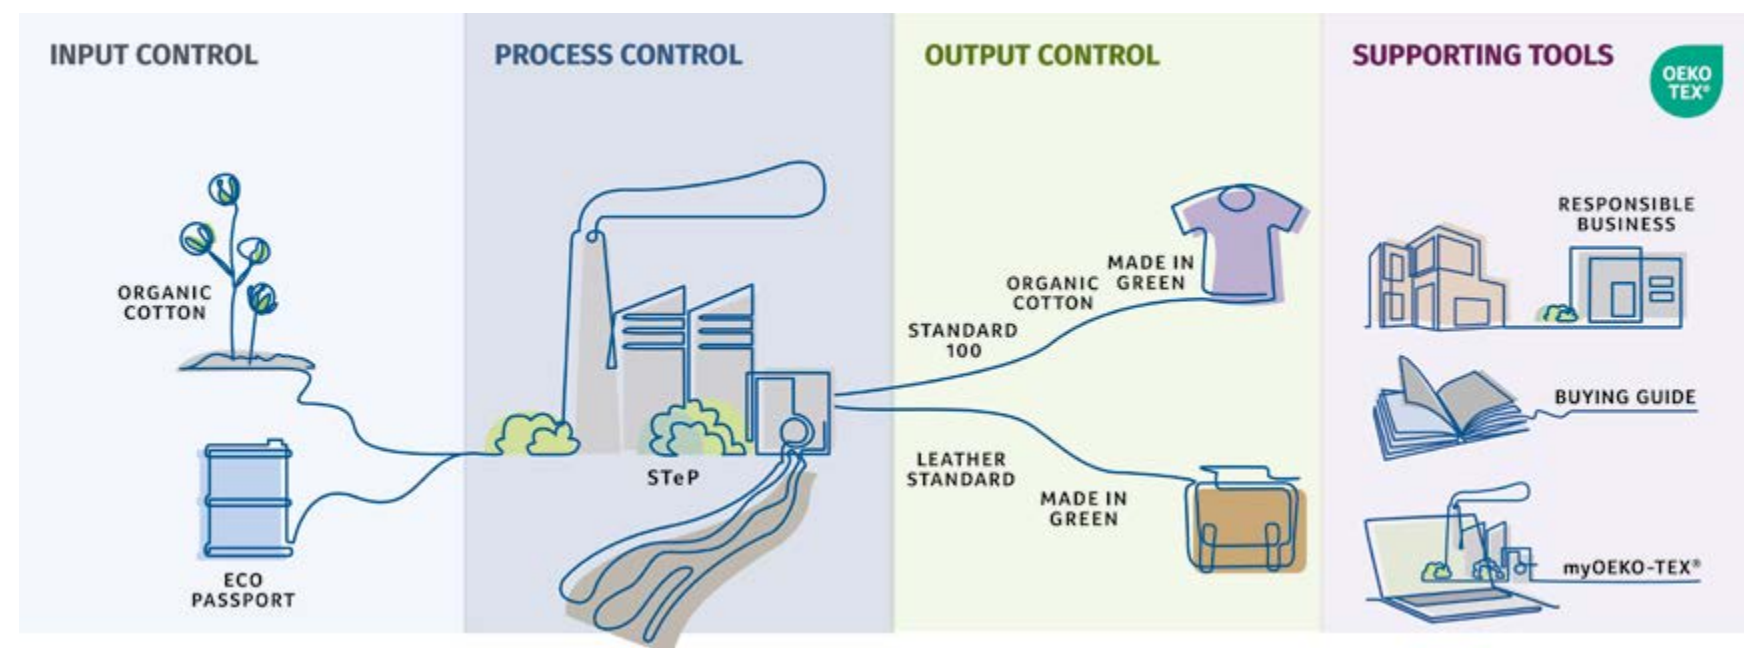 INPUT CONTROL
ORGANIC
COTTON
ECO
PASSPORT
PROCESS CONTROL
STeP
OUTPUT CONTROL
MADE IN
GREEN
ORGANIC
COTTON
STANDARD
100
LEATHER
STANDARD
MADE IN
GREEN
SUPPORTING TOOLS
OEKO
TEX®
RESPONSIBLE
BUSINESS
BUYING GUIDE
myOEKO-TEX®